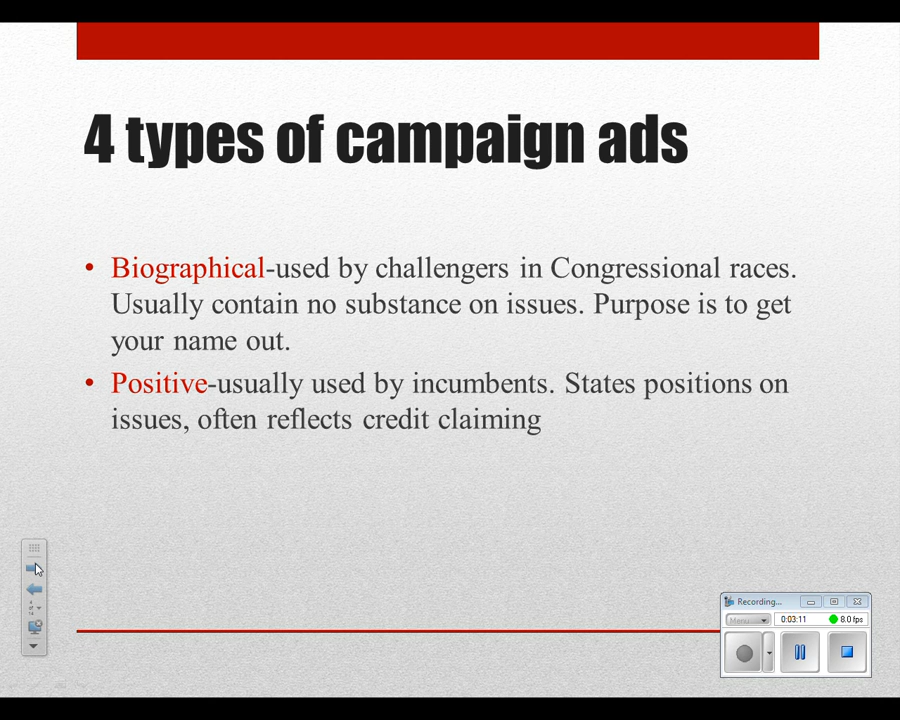 4 types of campaign ads
• Biographical-used by challengers in Congressional races.
Usually contain no substance on issues. Purpose is to get
your name out.
• Positive-usually used by incumbents. States positions on
issues, often reflects credit claiming
Recording...
Menu
0:03:11
8.0 fps